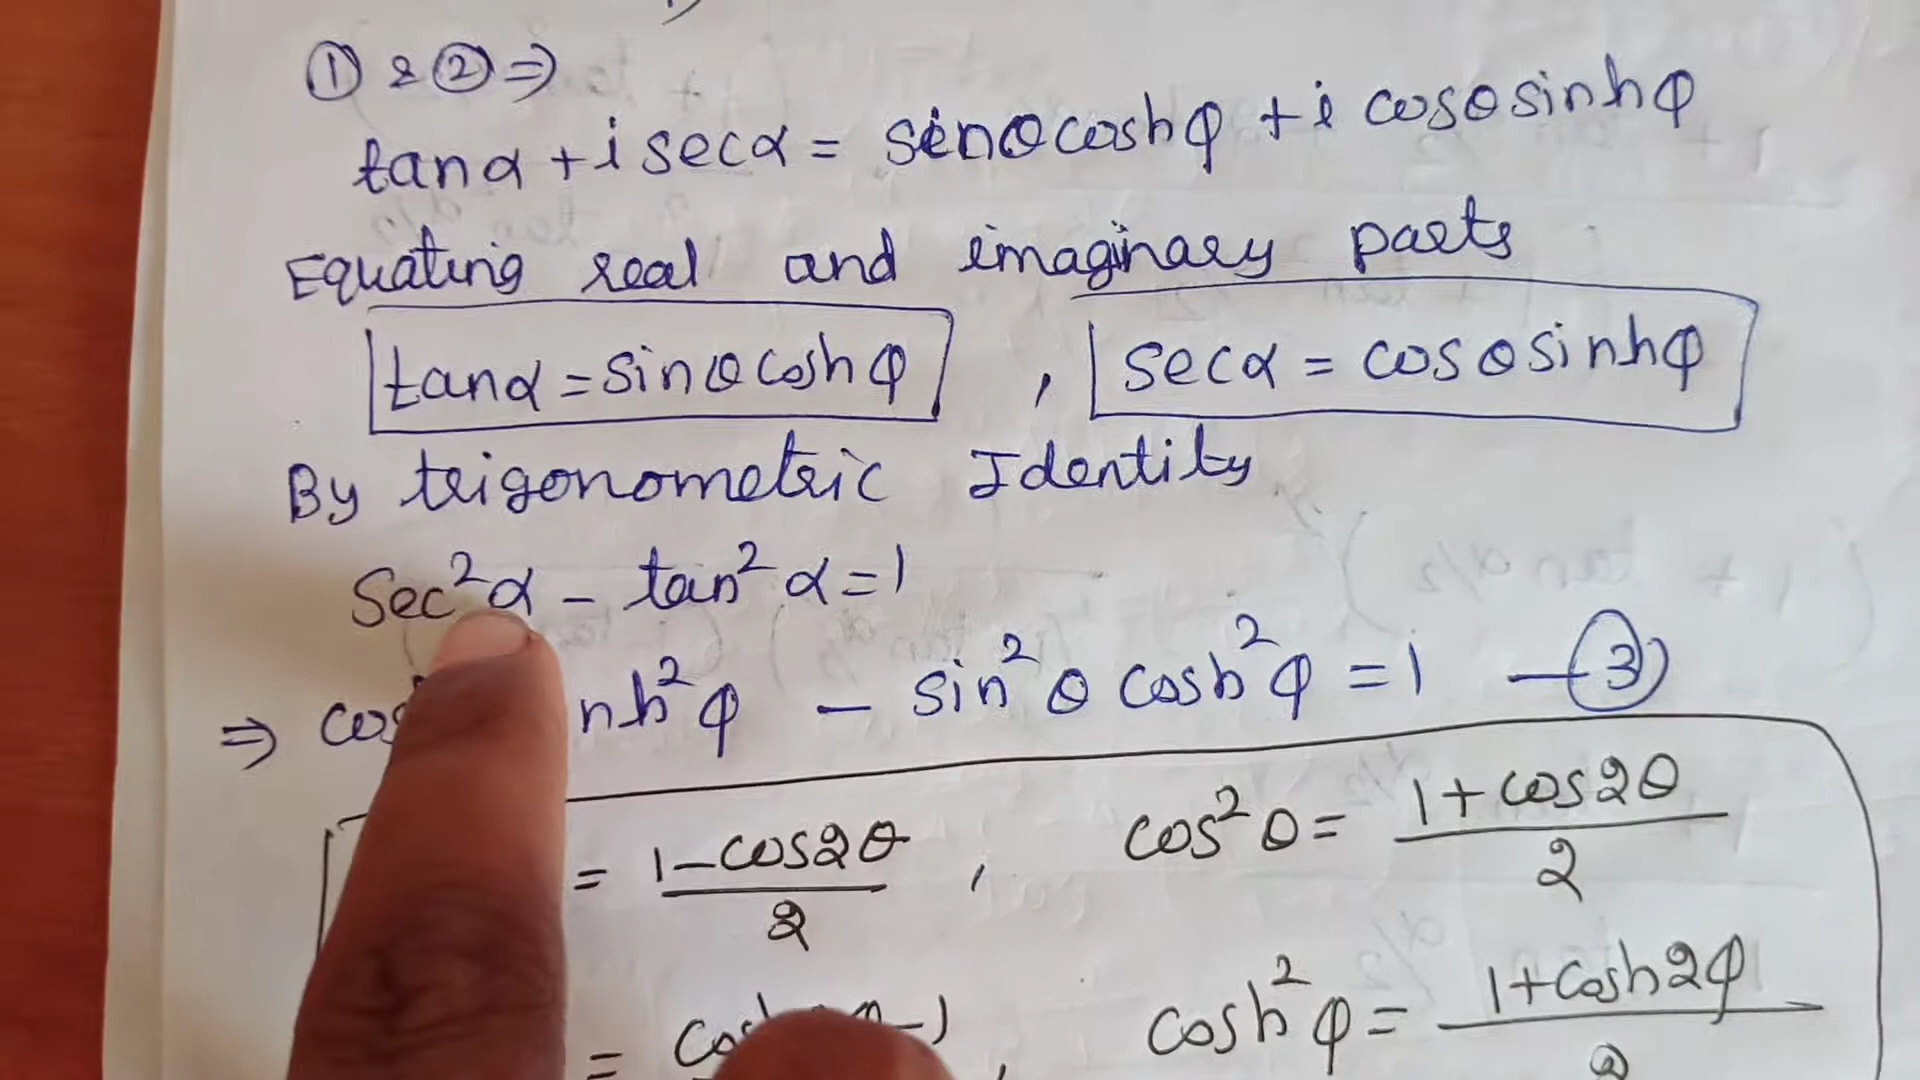 ① & ② ⇒
tanα + i secα = sinθ coshφ + i cosθ sinhφ
Equating real and imaginary parts
tanα = sinθ coshφ , secα = cosθ sinhφ
By trigonometric Identity
Sec²α - tan²α = 1
⇒ cos nh²φ - sin²θ cosh²φ = 1 — ③
= 1-cos2θ/2 , cos²θ = 1+cos2θ/2
= , cosh²φ = 1+cosh2φ/2